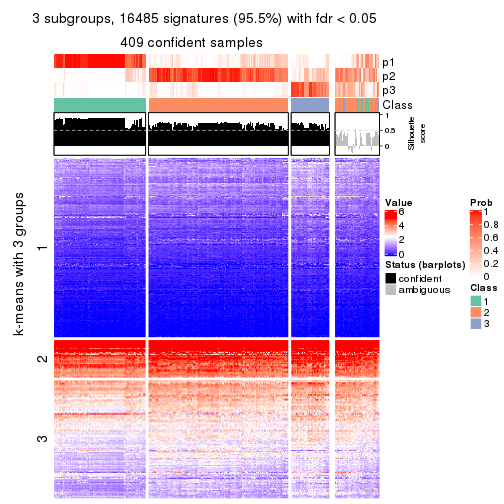 3 subgroups, 16485 signatures (95.5%) with fdr < 0.05
409 confident samples
p1
p2
p3
Class
1
0.5
0
Silhouette
score
k-means with 3 groups
1
2
3
Value
6
4
2
0
Status (barplots)
confident
ambiguous
Prob
1
0.8
0.6
0.4
0.2
0
Class
1
2
3